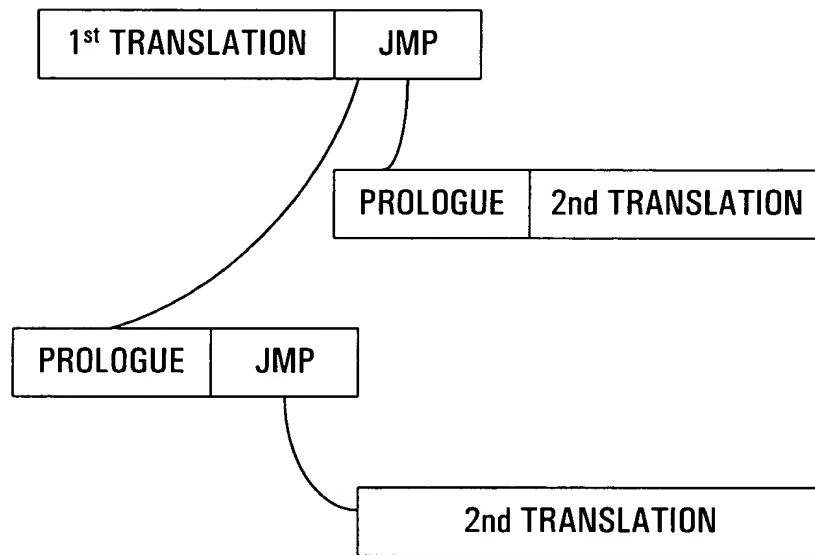 1st TRANSLATION JMP
PROLOGUE 2nd TRANSLATION
PROLOGUE JMP
2nd TRANSLATION